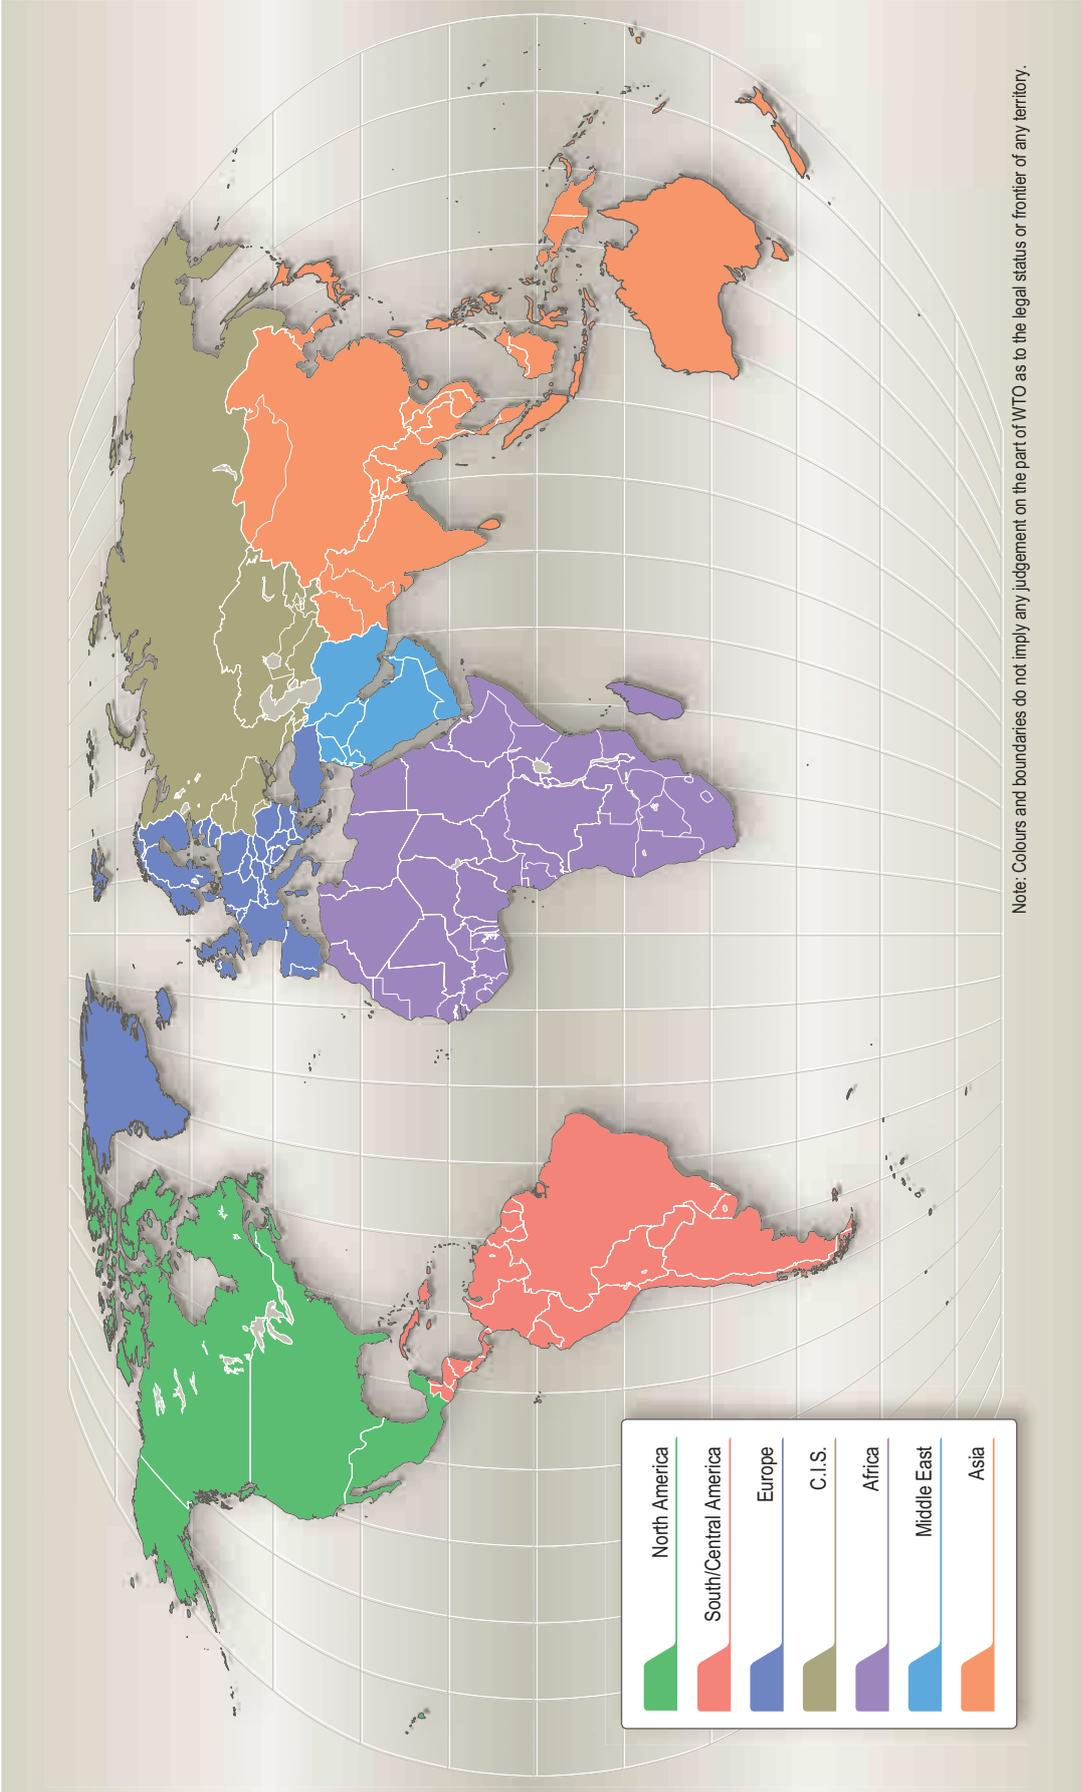 North America
South/Central America
Europe
C.I.S.
Africa
Middle East
Asia
Note: Colours and boundaries do not imply any judgement on the part of WTO as to the legal status or frontier of any territory.